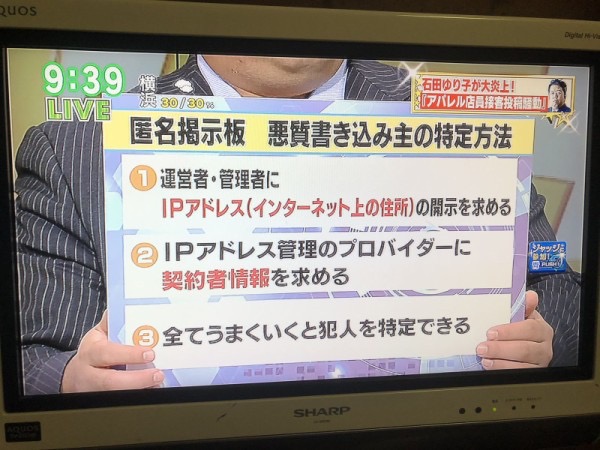 QUOS
9:39
LIVE
横浜
30/30
石田ゆり子が大炎上!
『アパレル店員接客投稿騒動』
匿名掲示板 悪質書き込み主の特定方法
① 運営者・管理者に
IPアドレス(インターネット上の住所)の開示を求める
② IPアドレス管理のプロバイダーに
契約者情報を求める
③ 全てうまくいくと犯人を特定できる
ジャッジに
参加!
PUSH!
SHARP
AQUOS